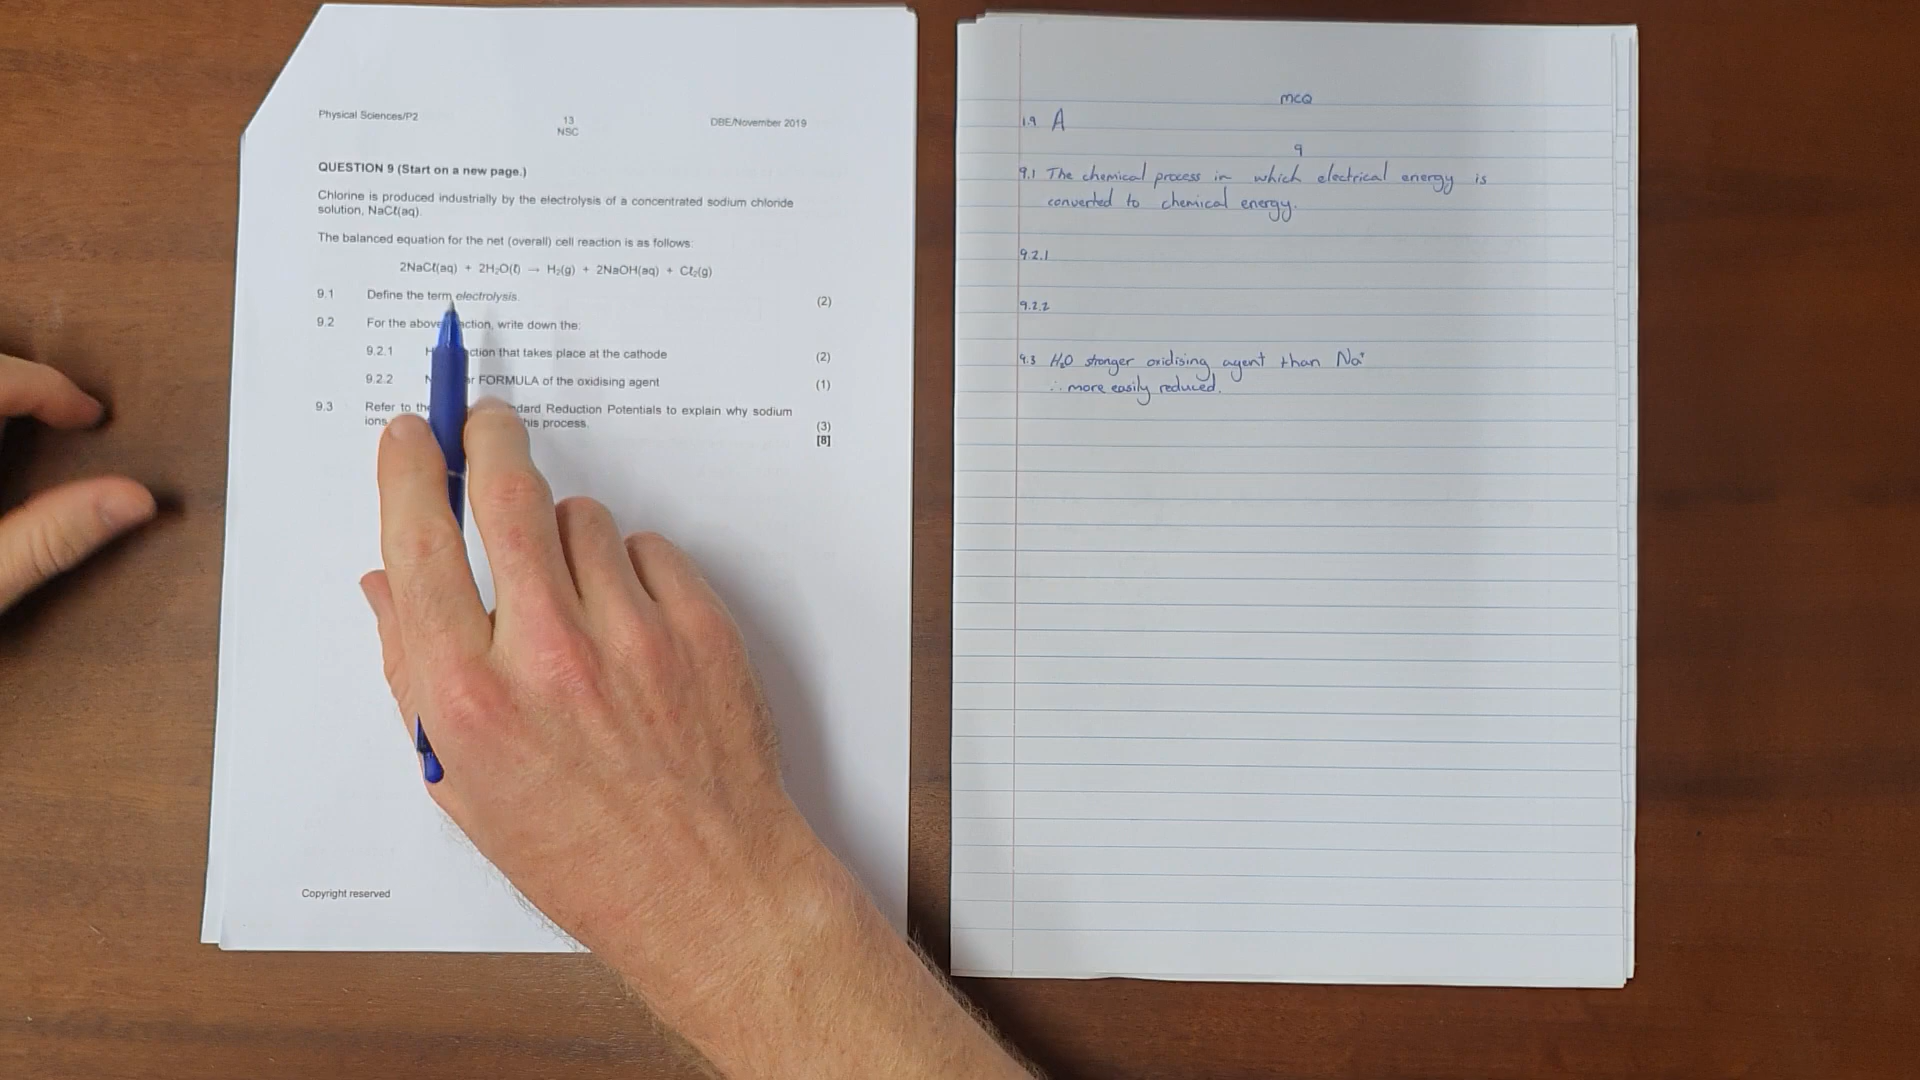 Physical Sciences/P2
13
NSC
DBE/November 2019
QUESTION 9 (Start on a new page.)
Chlorine is produced industrially by the electrolysis of a concentrated sodium chloride
solution, NaCℓ(aq).
The balanced equation for the net (overall) cell reaction is as follows:
2NaCℓ(aq) + 2H₂O(ℓ) → H₂(g) + 2NaOH(aq) + Cℓ₂(g)
9.1 Define the term electrolysis. (2)
9.2 For the above action, write down the:
9.2.1 H ction that takes place at the cathode (2)
9.2.2 N r FORMULA of the oxidising agent (1)
9.3 Refer to the dard Reduction Potentials to explain why sodium
ions his process. (3)
[8]
Copyright reserved
MCQ
1.9 A
9
9.1 The chemical process in which electrical energy is
converted to chemical energy.
9.2.1
9.2.2
9.3 H₂O stronger oxidising agent than Na⁺
∴ more easily reduced.